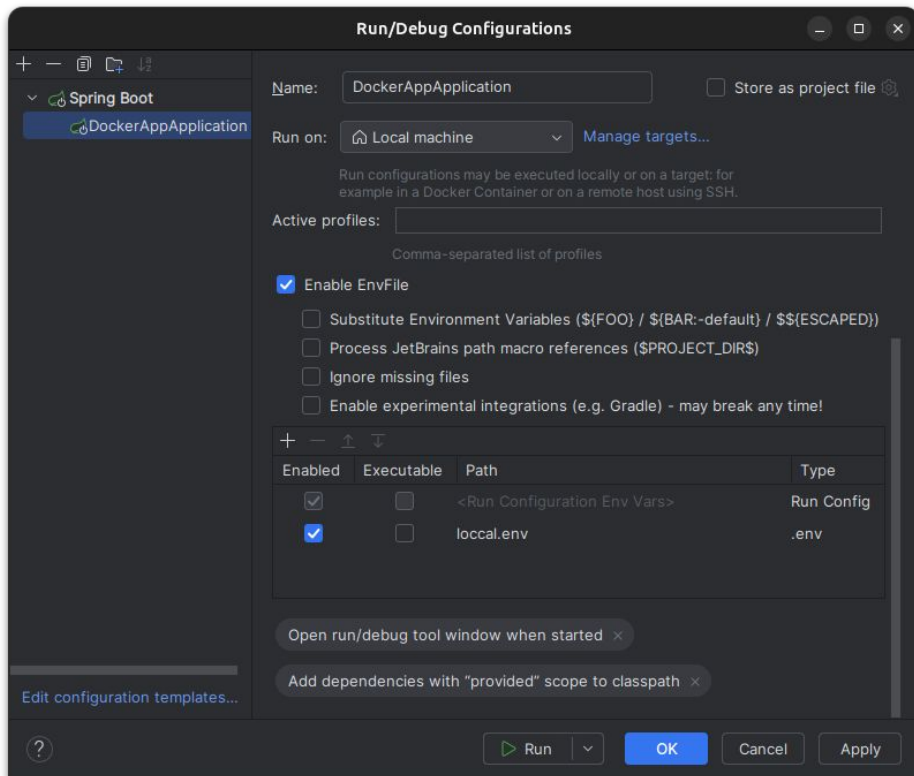 Run/Debug Configurations
Spring Boot
DockerAppApplication
Name:
DockerAppApplication
Store as project file
Run on:
Local machine
Manage targets...
Run configurations may be executed locally or on a target: for
example in a Docker Container or on a remote host using SSH.
Active profiles:
Comma-separated list of profiles
Enable EnvFile
Substitute Environment Variables (${FOO} / ${BAR:-default} / $${ESCAPED})
Process JetBrains path macro references ($PROJECT_DIR$)
Ignore missing files
Enable experimental integrations (e.g. Gradle) - may break any time!
Enabled Executable Path Type
<Run Configuration Env Vars> Run Config
loccal.env .env
Open run/debug tool window when started ×
Add dependencies with “provided” scope to classpath ×
Edit configuration templates...
? Run OK Cancel Apply